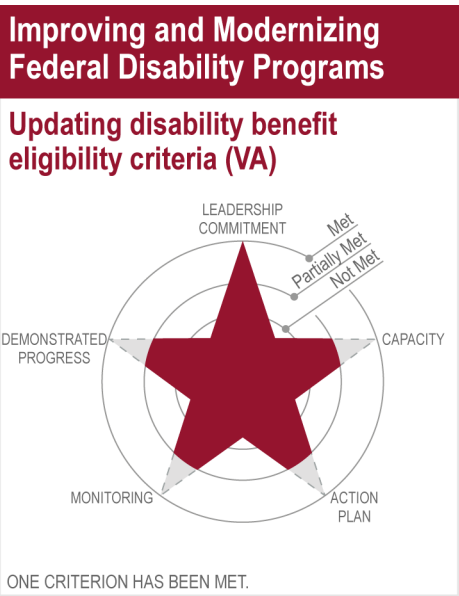 Improving and Modernizing
Federal Disability Programs
Updating disability benefit
eligibility criteria (VA)
LEADERSHIP
COMMITMENT
Met
Partially Met
Not Met
DEMONSTRATED
PROGRESS
CAPACITY
MONITORING
ACTION
PLAN
ONE CRITERION HAS BEEN MET.